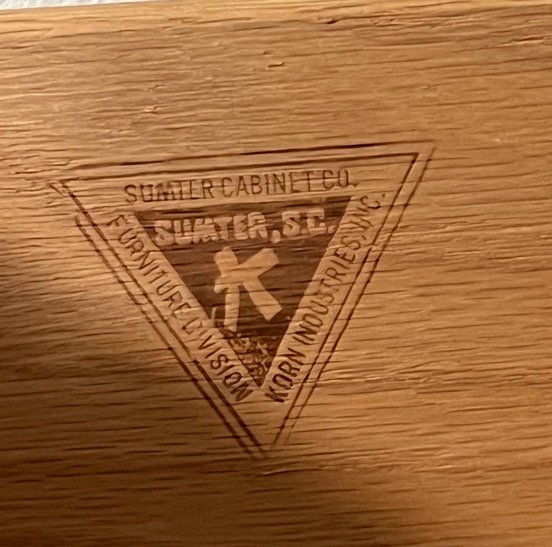 SUMTER CABINET CO.
SUMTER, S.C.
K
FURNITURE DIVISION
KORN INDUSTRIES, INC.